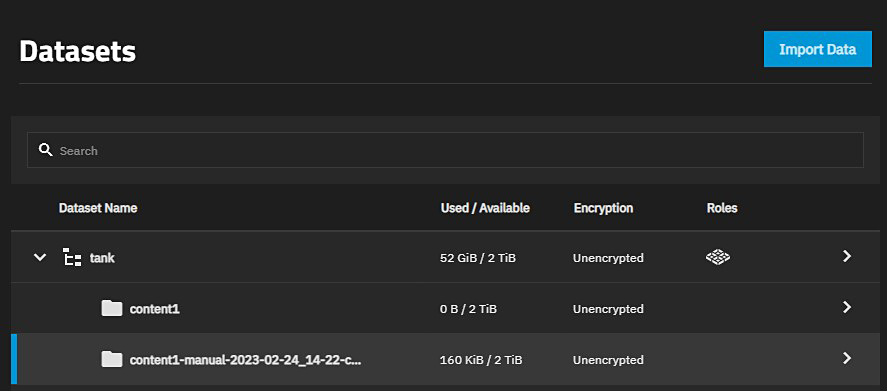 Datasets
Import Data
Search
Dataset Name Used / Available Encryption Roles
tank 52 GiB / 2 TiB Unencrypted
content1 0 B / 2 TiB Unencrypted
content1-manual-2023-02-24_14-22-c... 160 KiB / 2 TiB Unencrypted